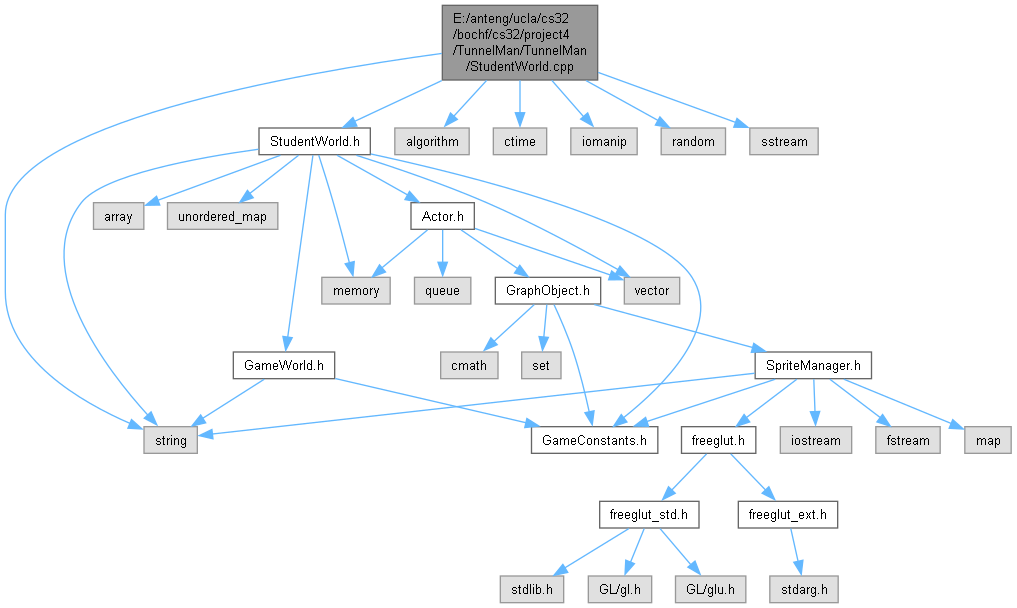 E:/anteng/ucla/cs32
/bochf/cs32/project4
/TunnelMan/TunnelMan
/StudentWorld.cpp
StudentWorld.h
algorithm
ctime
iomanip
random
sstream
array
unordered_map
Actor.h
memory
queue
GraphObject.h
vector
GameWorld.h
cmath
set
SpriteManager.h
string
GameConstants.h
freeglut.h
iostream
fstream
map
freeglut_std.h
freeglut_ext.h
stdlib.h
GL/gl.h
GL/glu.h
stdarg.h